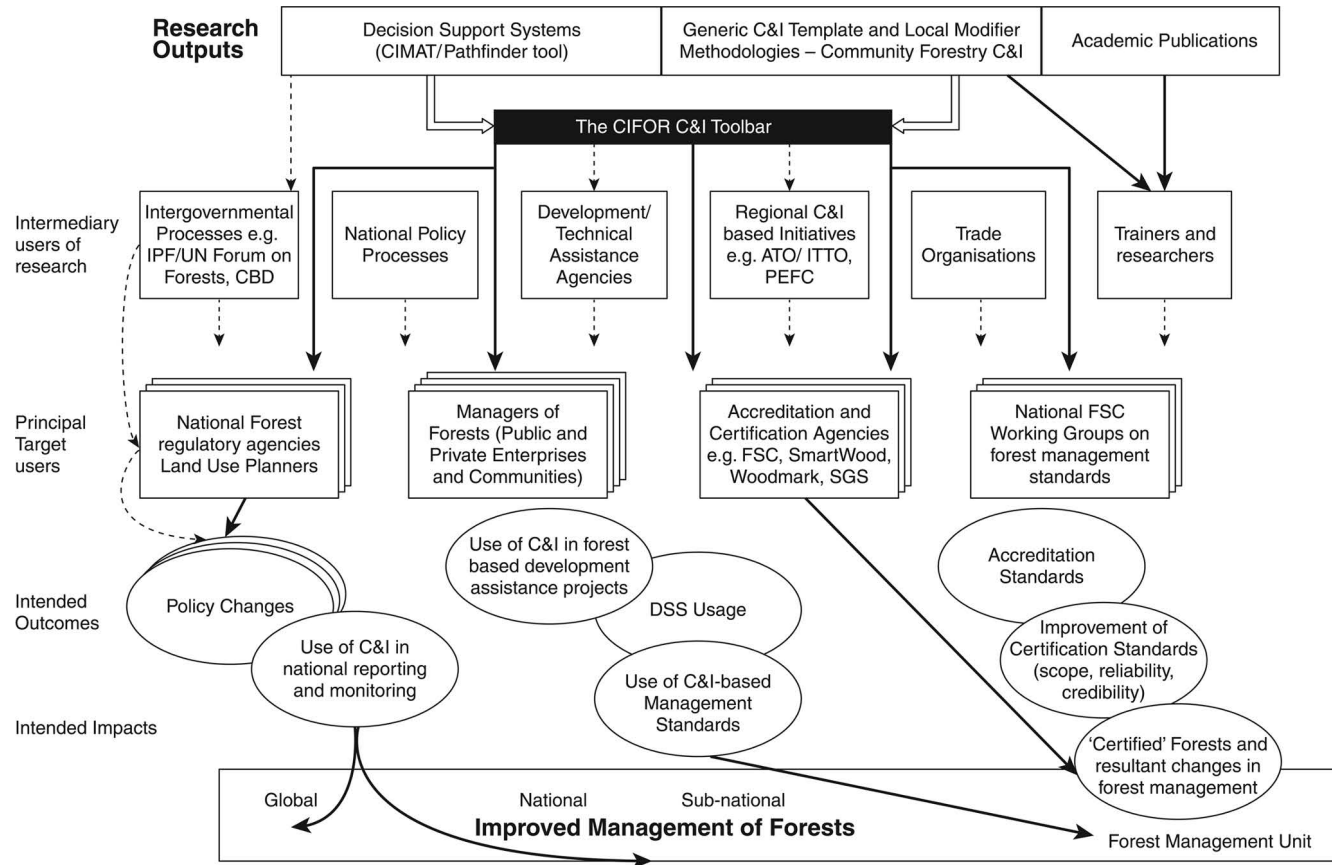 Research
Outputs
Decision Support Systems
(CIMAT/Pathfinder tool)
Generic C&I Template and Local Modifier
Methodologies – Community Forestry C&I
Academic Publications
The CIFOR C&I Toolbar
Intermediary
users of
research
Intergovernmental
Processes e.g.
IPF/UN Forum on
Forests, CBD
National Policy
Processes
Development/
Technical
Assistance
Agencies
Regional C&I
based Initiatives
e.g. ATO/ ITTO,
PEFC
Trade
Organisations
Trainers and
researchers
Principal
Target
users
National Forest
regulatory agencies
Land Use Planners
Managers of
Forests (Public and
Private Enterprises
and Communities)
Accreditation and
Certification Agencies
e.g. FSC, SmartWood,
Woodmark, SGS
National FSC
Working Groups on
forest management
standards
Intended
Outcomes
Policy Changes
Use of C&I in
national reporting
and monitoring
Use of C&I in forest
based development
assistance projects
DSS Usage
Use of C&I-based
Management
Standards
Accreditation
Standards
Improvement of
Certification Standards
(scope, reliability,
credibility)
'Certified' Forests and
resultant changes in
forest management
Intended Impacts
Global
National
Sub-national
Improved Management of Forests
Forest Management Unit